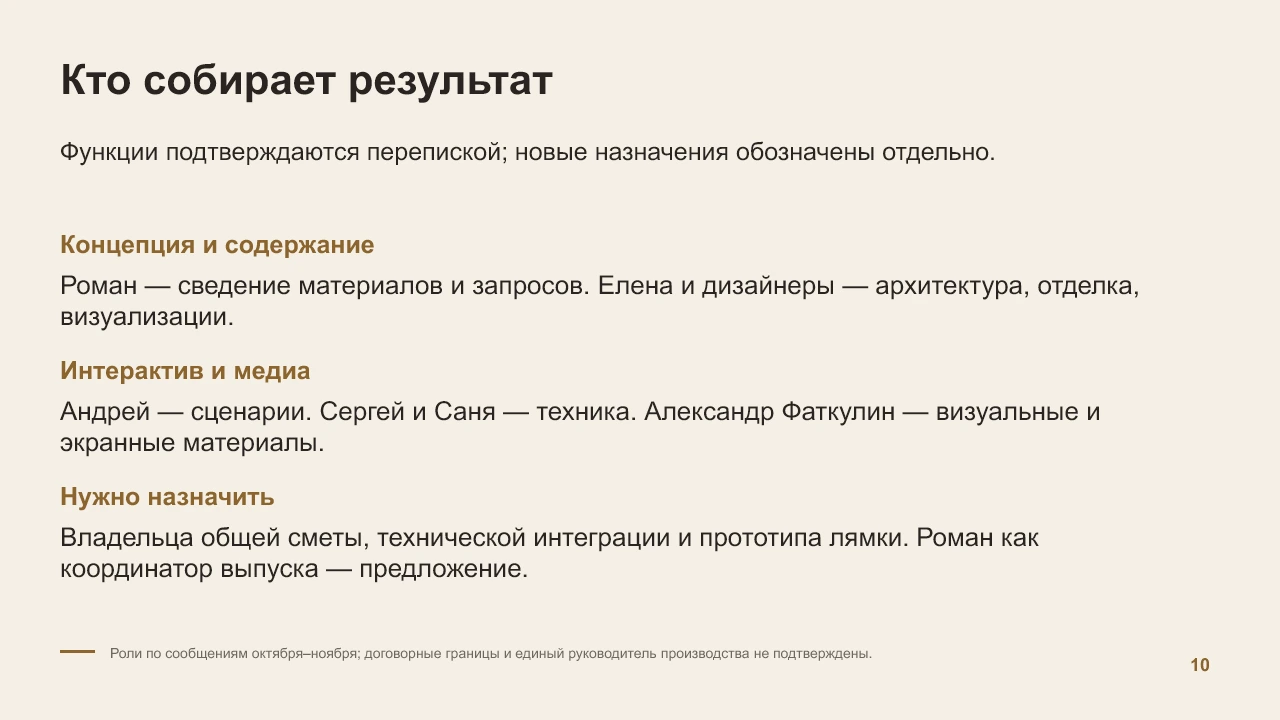 Кто собирает результат
Функции подтверждаются перепиской; новые назначения обозначены отдельно.
Концепция и содержание
Роман — сведение материалов и запросов. Елена и дизайнеры — архитектура, отделка,
визуализации.
Интерактив и медиа
Андрей — сценарии. Сергей и Саня — техника. Александр Фаткулин — визуальные и
экранные материалы.
Нужно назначить
Владельца общей сметы, технической интеграции и прототипа лямки. Роман как
координатор выпуска — предложение.
Роли по сообщениям октября–ноября; договорные границы и единый руководитель производства не подтверждены.
10